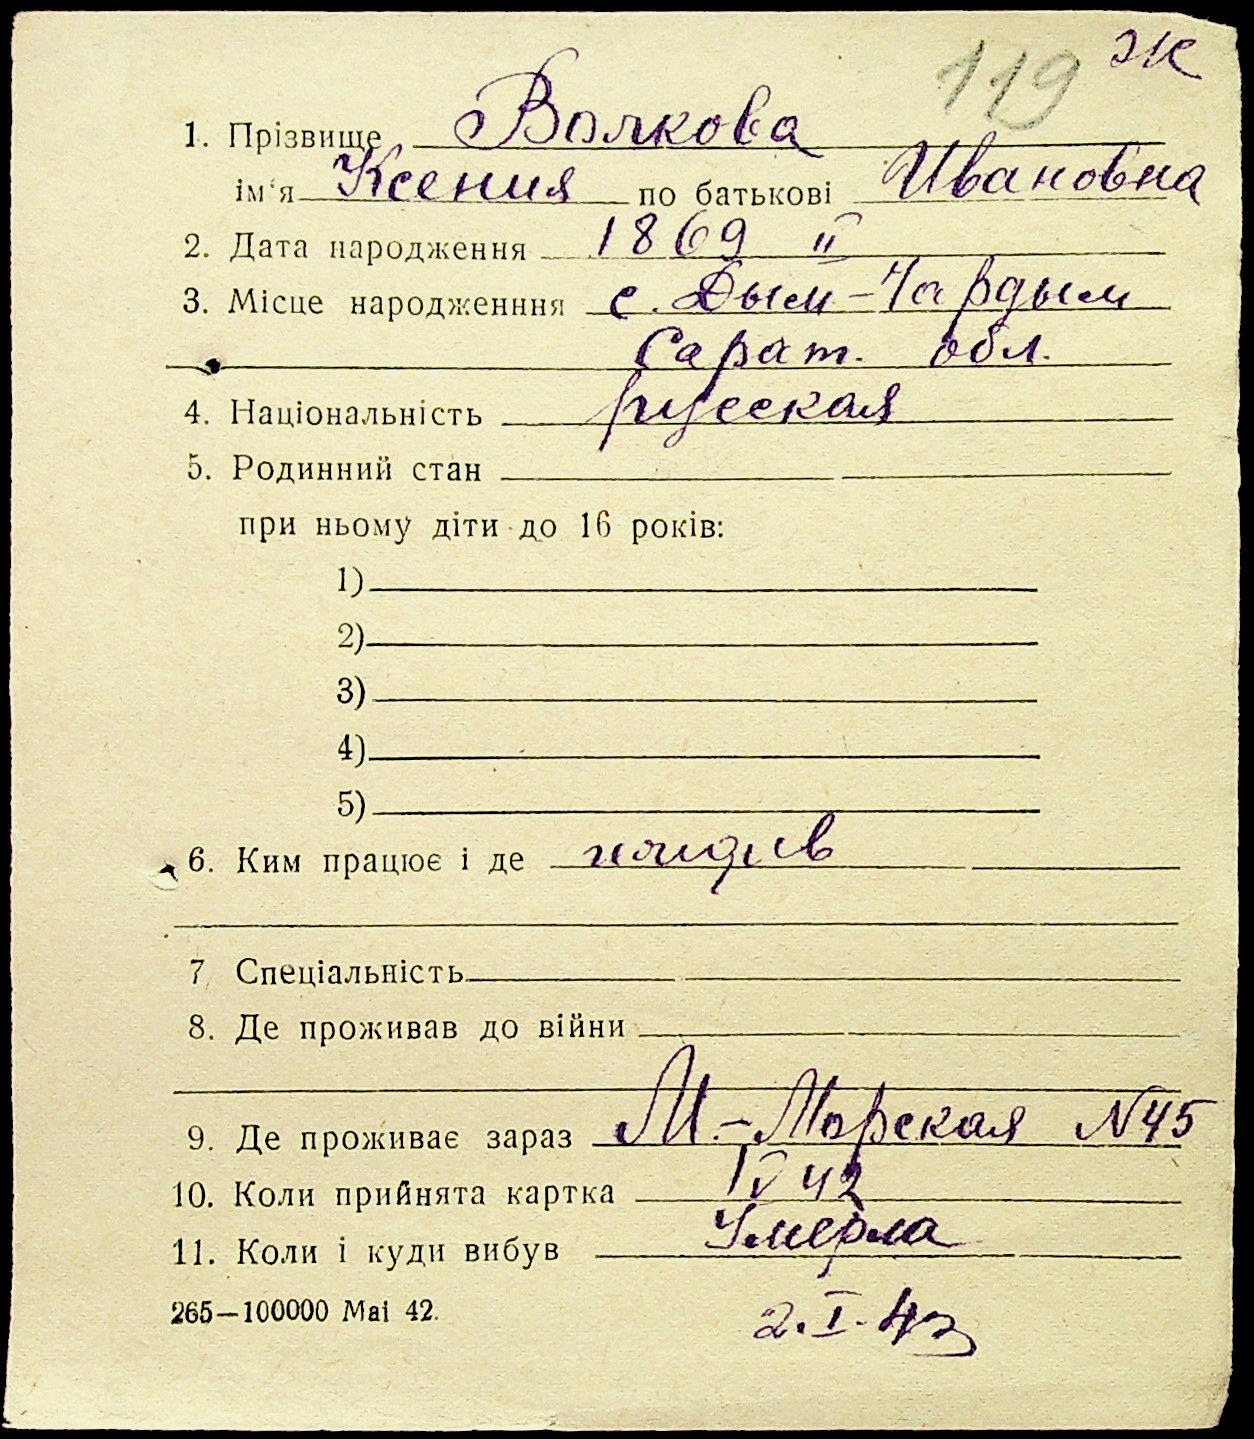 119 Ж
1. Прізвище Волкова
ім'я Ксения по батькові Ивановна
2. Дата народження 1869 II
3. Місце народженння с. Дым-Чардым
Сарат. обл.
4. Національність русская
5. Родинний стан
при ньому діти до 16 років:
1)
2)
3)
4)
5)
6. Ким працює і де иждив
7 Спеціальність
8. Де проживав до війни
9. Де проживає зараз М.-Морская N45
10. Коли прийнята картка IV 42
11. Коли і куди вибув Умерла
265—100000 Mai 42. 2.I.43